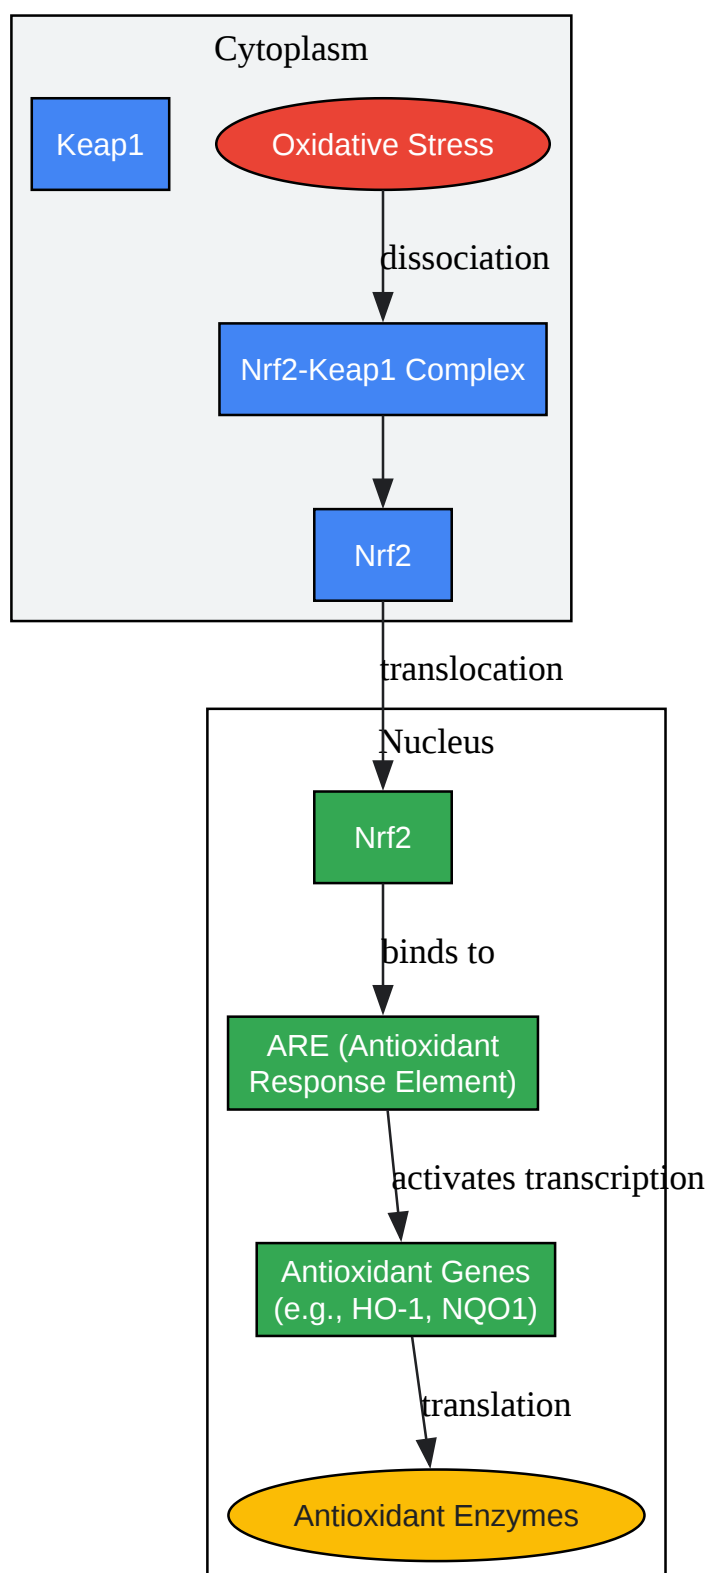 Cytoplasm
Keap1
Oxidative Stress
dissociation
Nrf2-Keap1 Complex
Nrf2
translocation
Nucleus
Nrf2
binds to
ARE (Antioxidant
Response Element)
activates transcription
Antioxidant Genes
(e.g., HO-1, NQO1)
translation
Antioxidant Enzymes